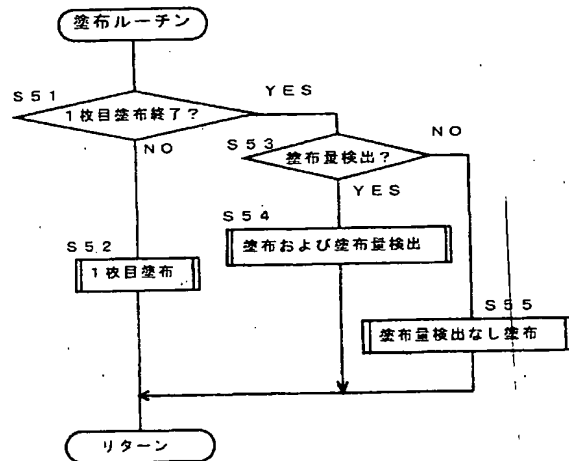 塗布ルーチン
S51
1枚目塗布終了?
YES
NO
S53
塗布量検出?
NO
YES
S54
塗布および塗布量検出
S52
1枚目塗布
S55
塗布量検出なし塗布
リターン